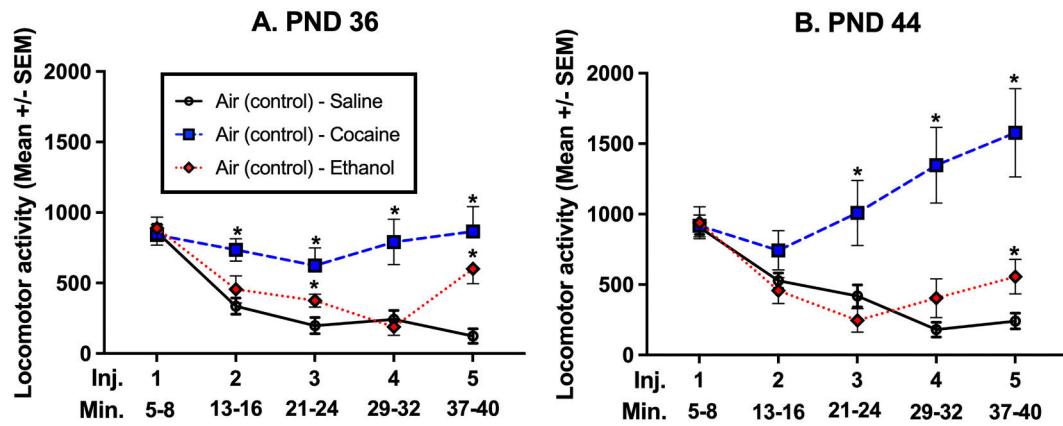 A. PND 36
Locomotor activity (Mean +/- SEM)
2000
1500
1000
500
0
Air (control) - Saline
Air (control) - Cocaine
Air (control) - Ethanol
* * * *
* *
Inj. 1 2 3 4 5
Min. 5-8 13-16 21-24 29-32 37-40
B. PND 44
Locomotor activity (Mean +/- SEM)
2000
1500
1000
500
0
* * *
*
Inj. 1 2 3 4 5
Min. 5-8 13-16 21-24 29-32 37-40